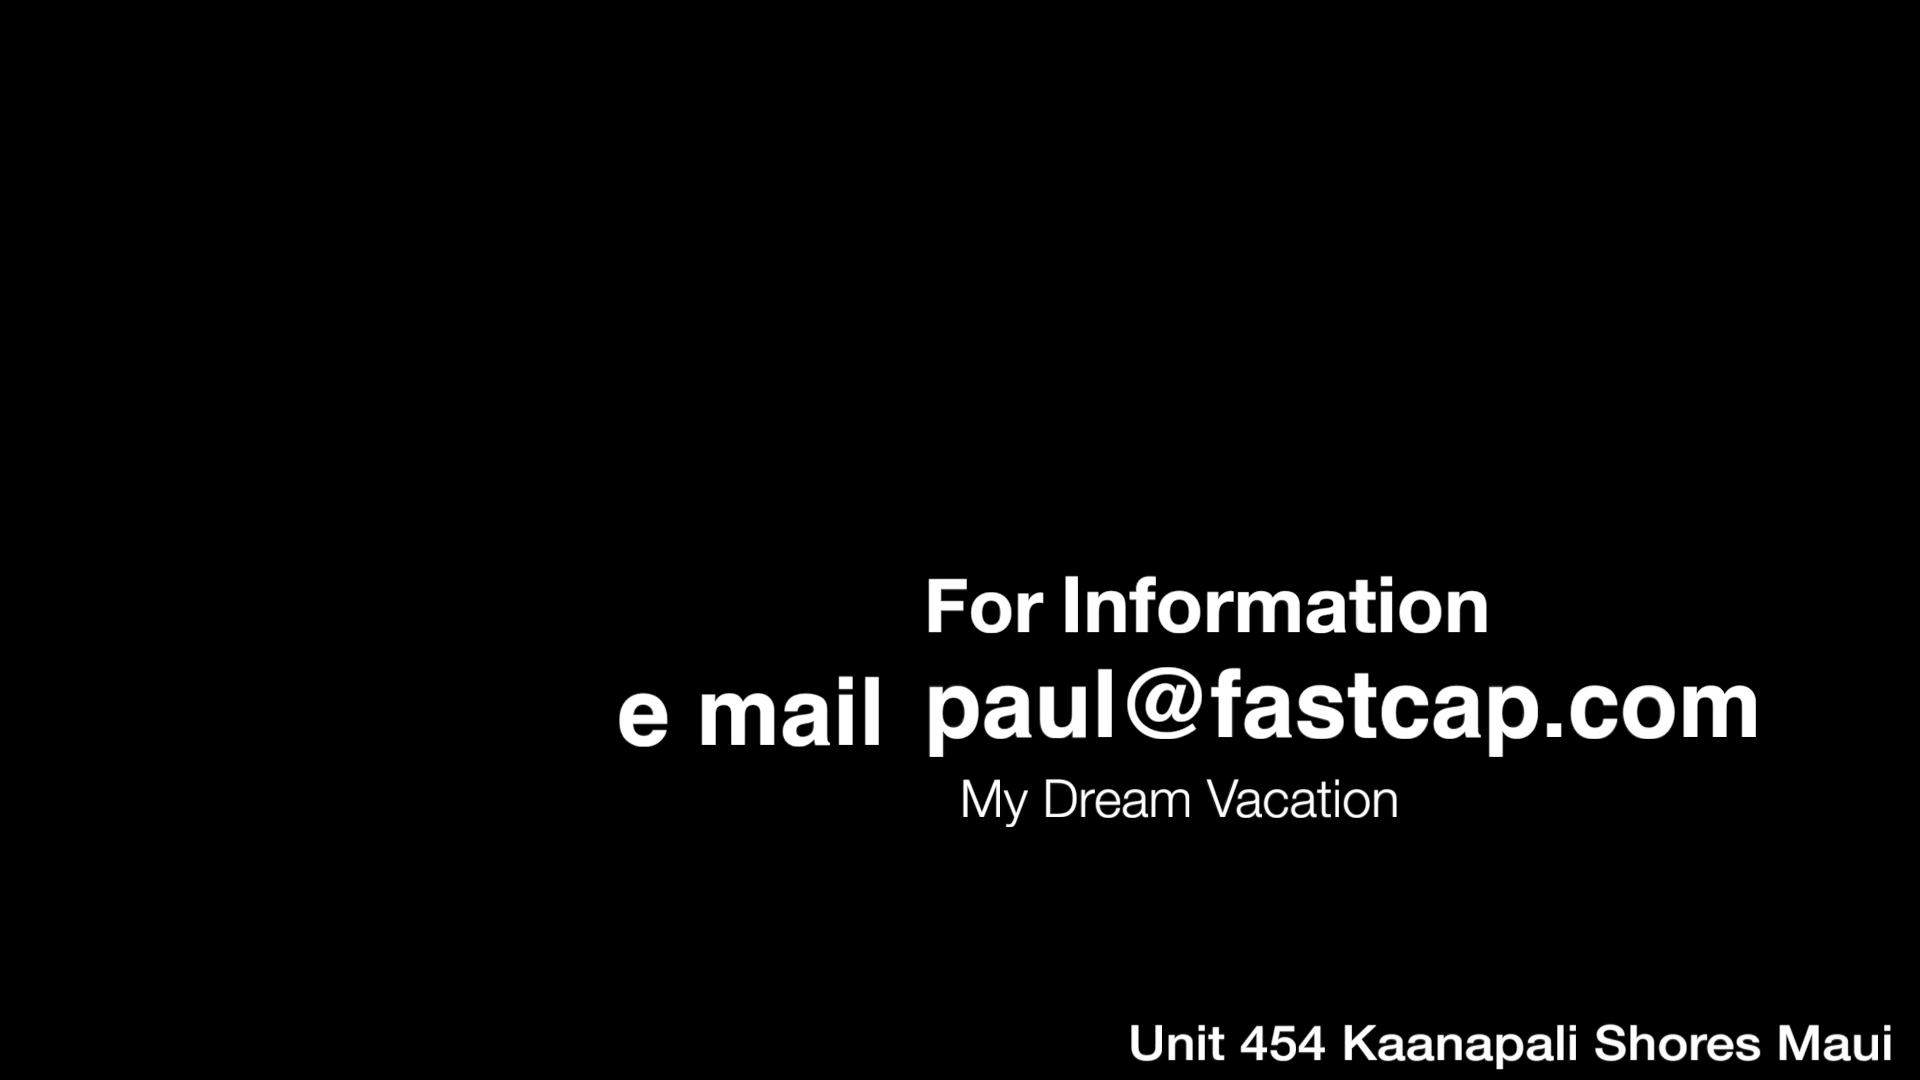 For Information
e mail paul@fastcap.com
My Dream Vacation
Unit 454 Kaanapali Shores Maui